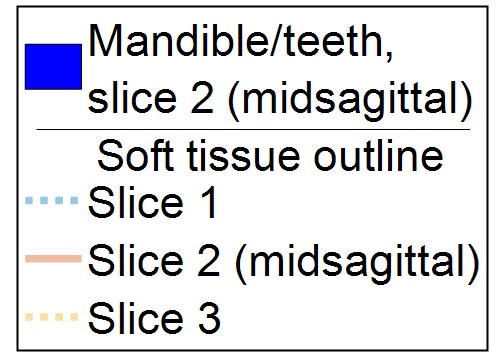 Mandible/teeth,
slice 2 (midsagittal)
Soft tissue outline
Slice 1
Slice 2 (midsagittal)
Slice 3